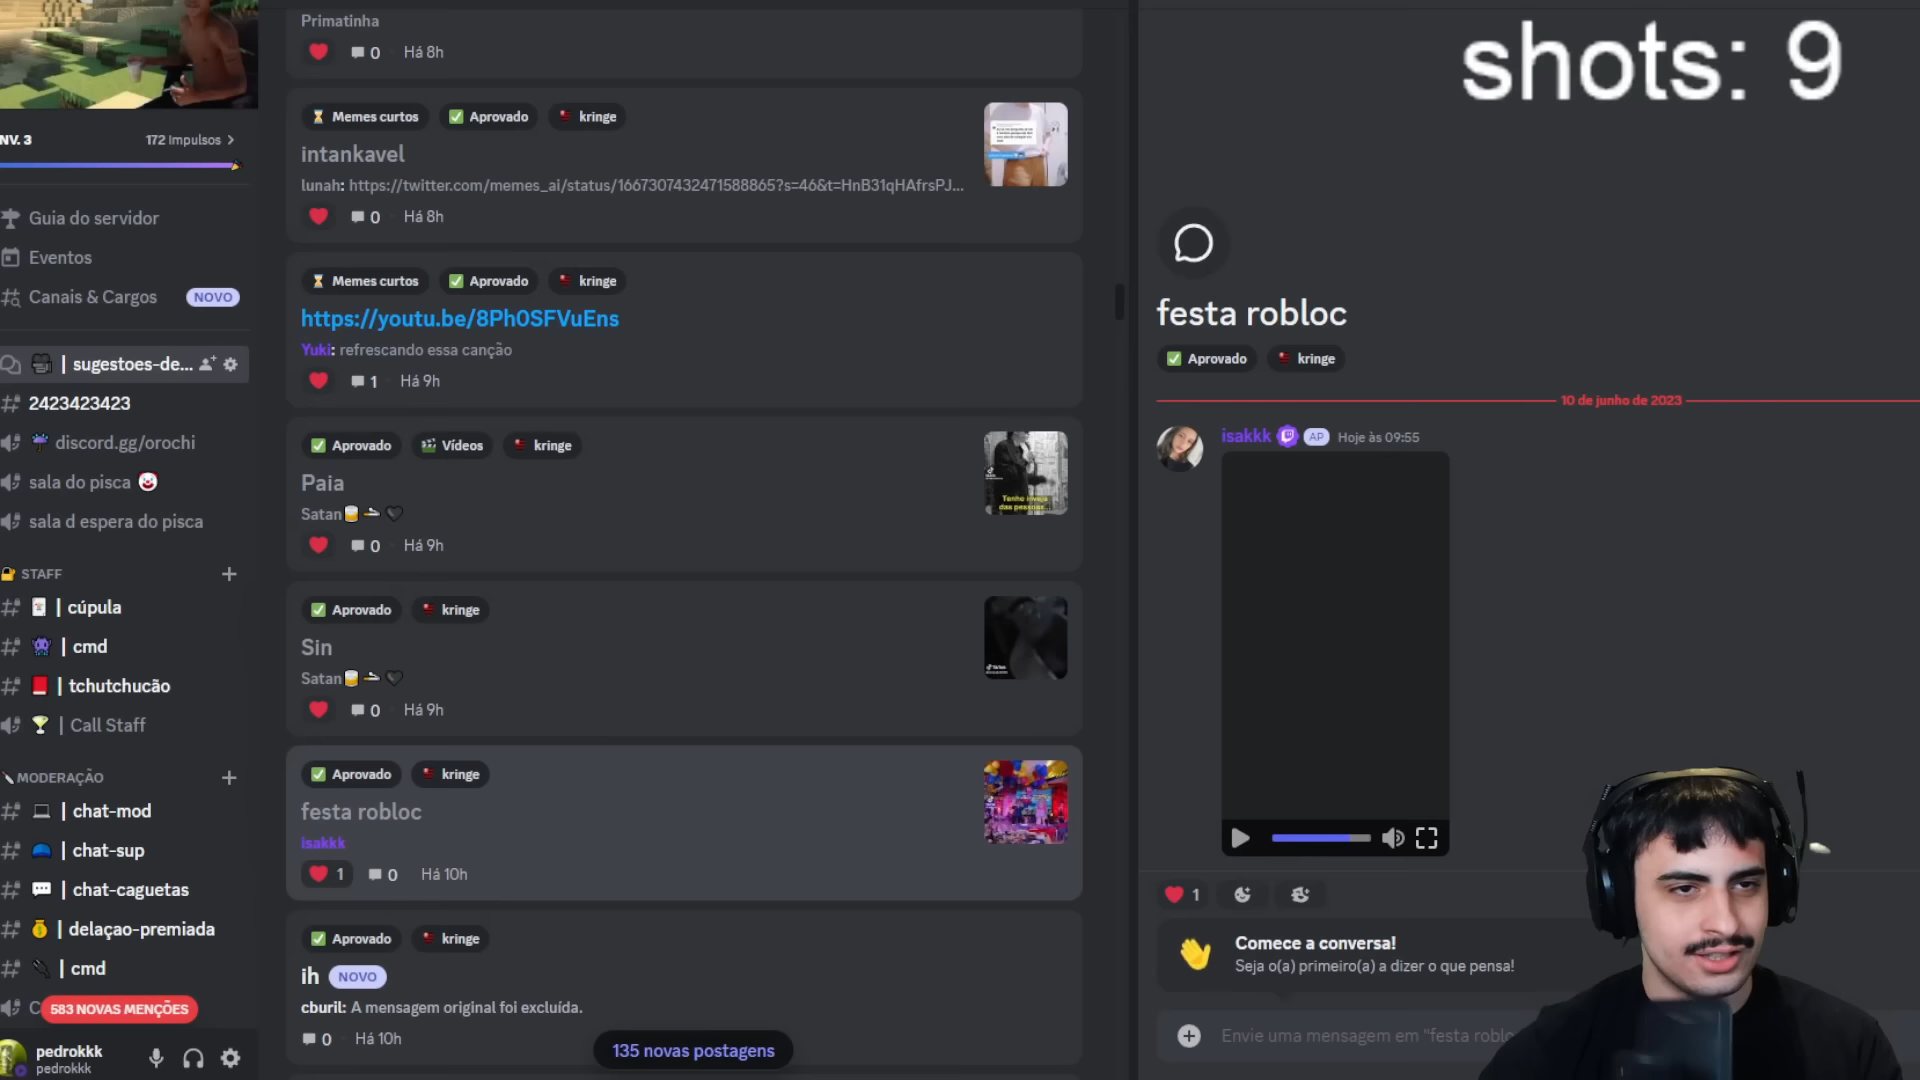 NV. 3
172 Impulsos
Guia do servidor
Eventos
Canais & Cargos
NOVO
| sugestoes-de...
2423423423
discord.gg/orochi
sala do pisca
sala d espera do pisca
STAFF
| cúpula
| cmd
| tchutchucão
| Call Staff
MODERAÇÃO
| chat-mod
| chat-sup
| chat-caguetas
| delaçao-premiada
| cmd
C
583 NOVAS MENÇÕES
pedrokkk
pedrokkk
Primatinha
0 Há 8h
Memes curtos Aprovado kringe
intankavel
lunah: https://twitter.com/memes_ai/status/1667307432471588865?s=46&t=HnB31qHAfrsPJ...
0 Há 8h
Memes curtos Aprovado kringe
https://youtu.be/8Ph0SFVuEns
Yuki: refrescando essa canção
1 Há 9h
Aprovado Vídeos kringe
Paia
Satan
0 Há 9h
Tenho inveja
das pessoas...
Aprovado kringe
Sin
Satan
0 Há 9h
TikTok
Aprovado kringe
festa robloc
isakkk
1 0 Há 10h
Aprovado kringe
ih NOVO
cburil: A mensagem original foi excluída.
0 Há 10h
135 novas postagens
shots: 9
festa robloc
Aprovado kringe
10 de junho de 2023
isakkk AP Hoje às 09:55
1
Comece a conversa!
Seja o(a) primeiro(a) a dizer o que pensa!
Envie uma mensagem em "festa robloc